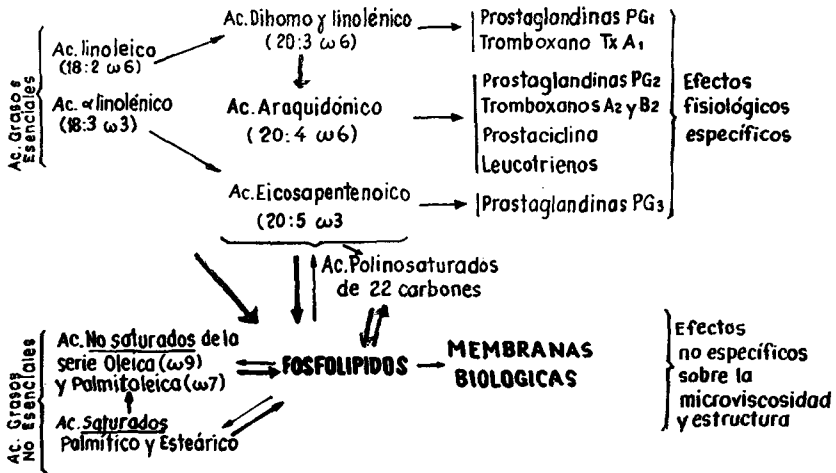 Ac. Grasos
Esenciales
Ac. linoleico
(18:2 ω6)
Ac. αlinolénico
(18:3 ω3)
Ac. Dihomo γ linolénico
(20:3 ω6)
Ac. Araquidónico
(20:4 ω6)
Ac. Eicosapentenoico
(20:5 ω3
Prostaglandinas PG1
Tromboxano TxA1
Prostaglandinas PG2
Tromboxanos A2 y B2
Prostaciclina
Leucotrienos
Prostaglandinas PG3
Efectos
fisiológicos
específicos
Ac. Polinosaturados
de 22 carbones
Ac. Grasos
No Esenciales
Ac. No saturados de la
serie Oleica (ω9)
y Palmitoleica (ω7)
Ac. Saturados
Palmítico y Esteárico
FOSFOLIPIDOS
MEMBRANAS
BIOLOGICAS
Efectos
no específicos
sobre la
microviscosidad
y estructura